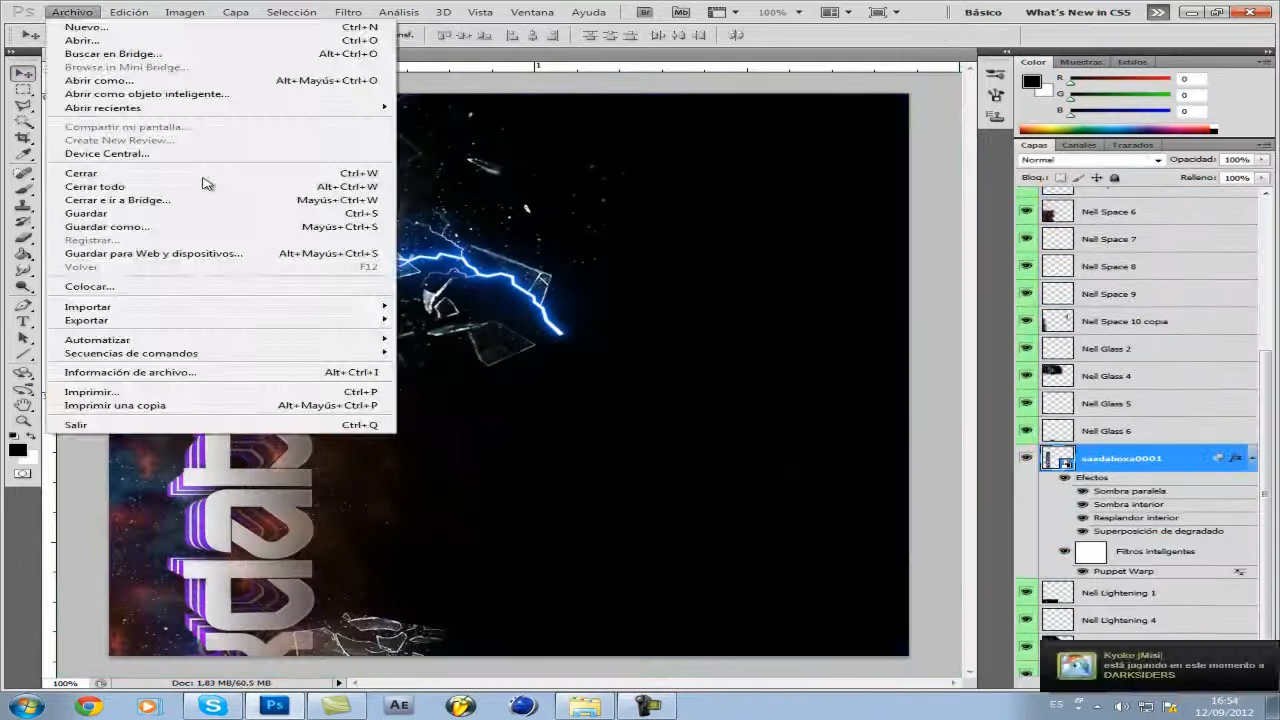 Ps Archivo Edición Imagen Capa Selección Filtro Análisis 3D Vista Ventana Ayuda Br Mb 100% Básico What's New in CS5
Nuevo... Ctrl+N
Abrir... Ctrl+O
Buscar en Bridge... Alt+Ctrl+O
Browse in Mini Bridge...
Abrir como... Alt+Mayús+Ctrl+O
Abrir como objeto inteligente...
Abrir recientes
Compartir mi pantalla...
Create New Review...
Device Central...
Cerrar Ctrl+W
Cerrar todo Alt+Ctrl+W
Cerrar e ir a Bridge... Mayús+Ctrl+W
Guardar Ctrl+S
Guardar como... Mayús+Ctrl+S
Registrar...
Guardar para Web y dispositivos... Alt+Mayús+Ctrl+S
Volver F12
Colocar...
Importar
Exportar
Automatizar
Secuencias de comandos
Información de archivo... Alt+Ctrl+I
Imprimir... Ctrl+P
Imprimir una copia Alt+Mayús+Ctrl+P
Salir Ctrl+Q
1
Color Muestras Estilos
R 0
G 0
B 0
Capas Canales Trazados
Normal Opacidad: 100%
Bloq.: Relleno: 100%
Nell Space 6
Nell Space 7
Nell Space 8
Nell Space 9
Nell Space 10 copia
Nell Glass 2
Nell Glass 4
Nell Glass 5
Nell Glass 6
saxdaboxa0001 fx
Efectos
Sombra paralela
Sombra interior
Resplandor interior
Superposición de degradado
Filtros inteligentes
Puppet Warp
Nell Lightening 1
Nell Lightening 4
Kyoko [Misi]
está jugando en este momento a
DARKSIDERS
100% Doc: 1,83 MB/60,5 MB
Ps Ae ES 16:54
12/09/2012